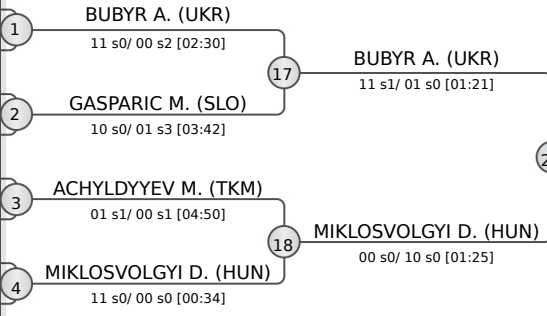 1
BUBYR A. (UKR)
11 s0/ 00 s2 [02:30]
17
BUBYR A. (UKR)
11 s1/ 01 s0 [01:21]
2
GASPARIC M. (SLO)
10 s0/ 01 s3 [03:42]
3
ACHYLDYYEV M. (TKM)
01 s1/ 00 s1 [04:50]
18
MIKLOSVOLGYI D. (HUN)
00 s0/ 10 s0 [01:25]
4
MIKLOSVOLGYI D. (HUN)
11 s0/ 00 s0 [00:34]